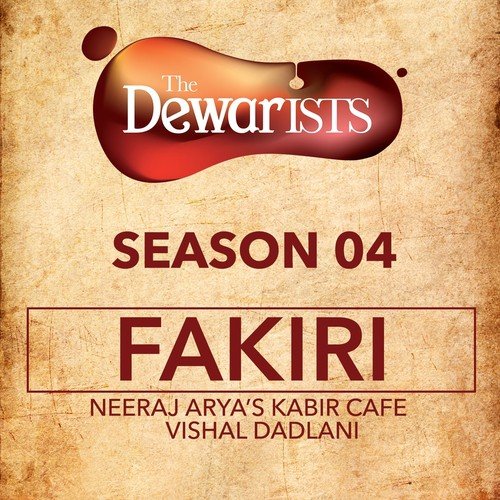 The
DewarISTS
SEASON 04
FAKIRI
NEERAJ ARYA'S KABIR CAFE
VISHAL DADLANI